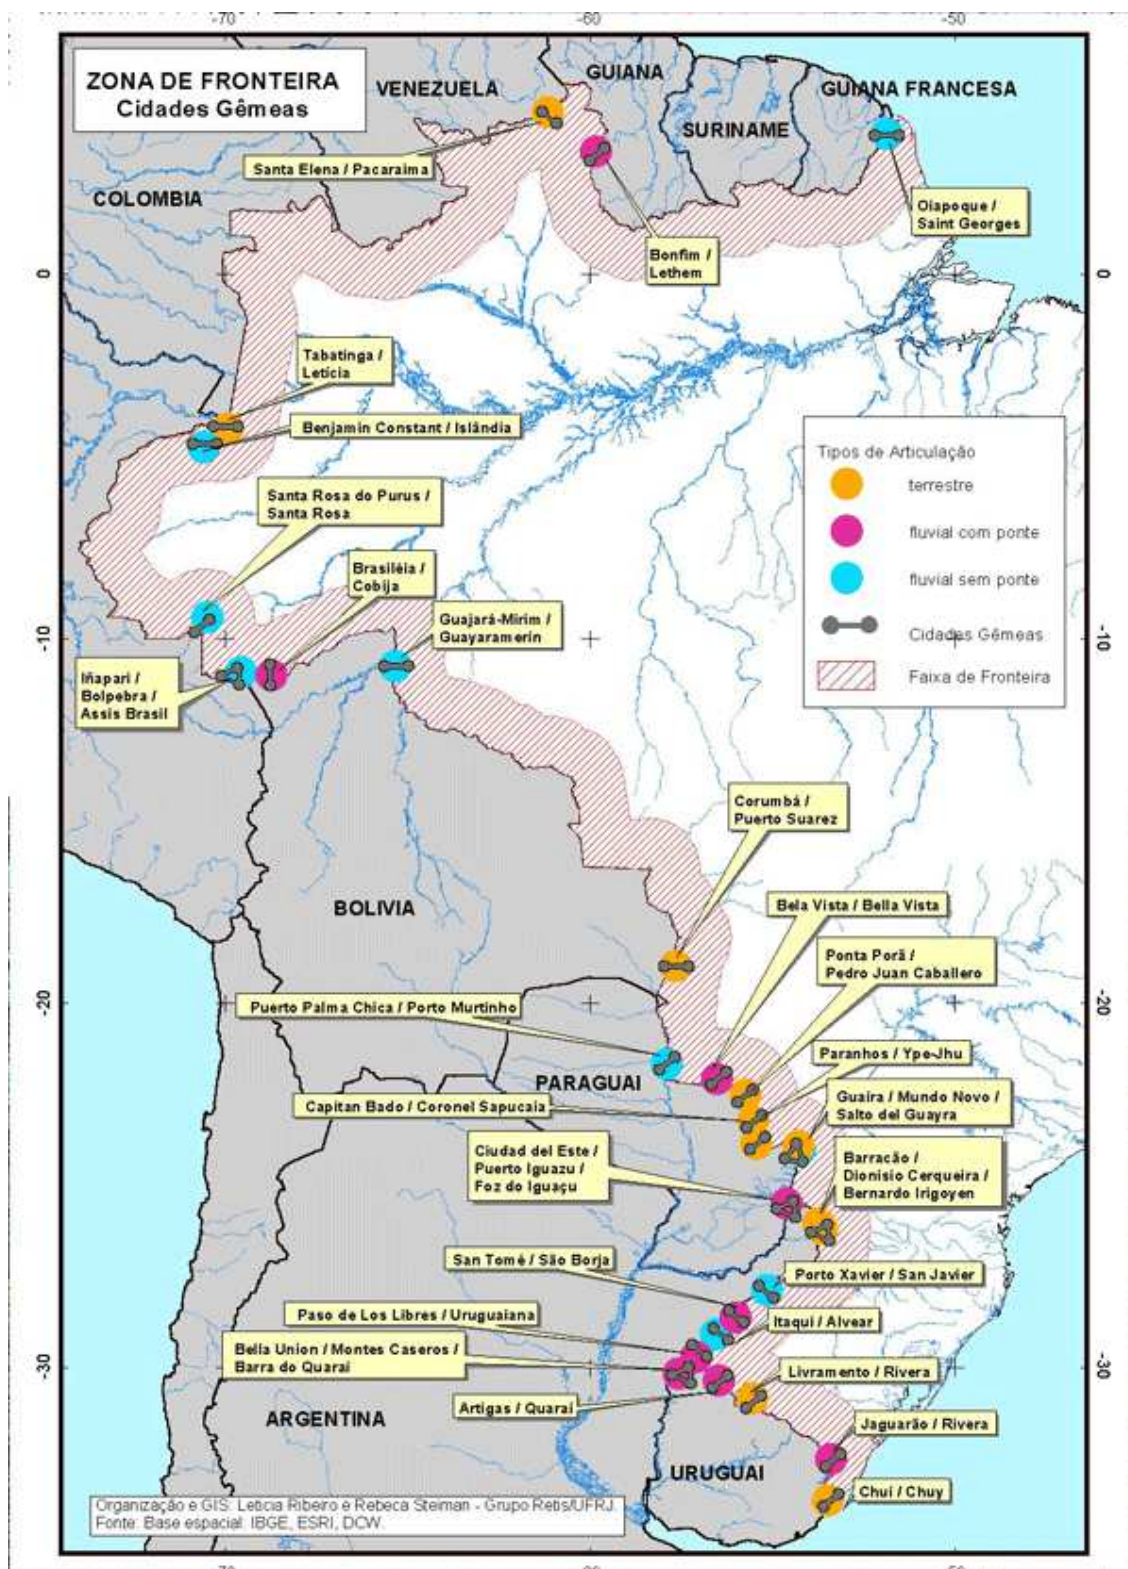 -70
-60
-50
ZONA DE FRONTEIRA
Cidades Gêmeas
VENEZUELA
GUIANA
GUIANA FRANCESA
SURINAME
Santa Elena / Pacaraima
COLOMBIA
Oiapoque /
Saint Georges
Bonfim /
Lethem
0
0
Tabatinga /
Letícia
Benjamin Constant / Islândia
Tipos de Articulação
terrestre
fluvial com ponte
fluvial sem ponte
Cidades Gêmeas
Faixa de Fronteira
Santa Rosa do Purus /
Santa Rosa
Brasiléia /
Cobija
Guajará-Mirim /
Guayaramerín
-10
-10
Iñapari /
Bolpebra /
Assis Brasil
Corumbá /
Puerto Suarez
BOLIVIA
Bela Vista / Bella Vista
Ponta Porã /
Pedro Juan Caballero
-20
-20
Puerto Palma Chica / Porto Murtinho
Paranhos / Ype-Jhu
PARAGUAI
Capitan Bado / Coronel Sapucaia
Guaira / Mundo Novo /
Salto del Guayra
Ciudad del Este /
Puerto Iguazu /
Foz do Iguaçu
Barracão /
Dionisio Cerqueira /
Bernardo Irigoyen
San Tomé / São Borja
Porto Xavier / San Javier
Paso de Los Libres / Uruguaiana
Itaqui / Alvear
Bella Union / Montes Caseros /
Barra do Quaraí
-30
-30
Livramento / Rivera
Artigas / Quaraí
ARGENTINA
Jaguarão / Rivera
URUGUAI
Chuí / Chuy
Organização e GIS: Leticia Ribeiro e Rebeca Steiman - Grupo Retis/UFRJ.
Fonte: Base espacial: IBGE, ESRI, DCW.